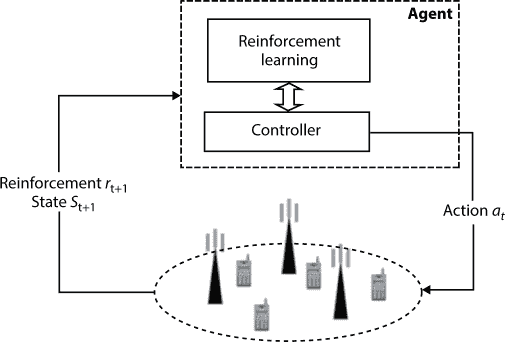 Agent
Reinforcement
learning
Controller
Reinforcement r_{t+1}
State S_{t+1}
Action a_t